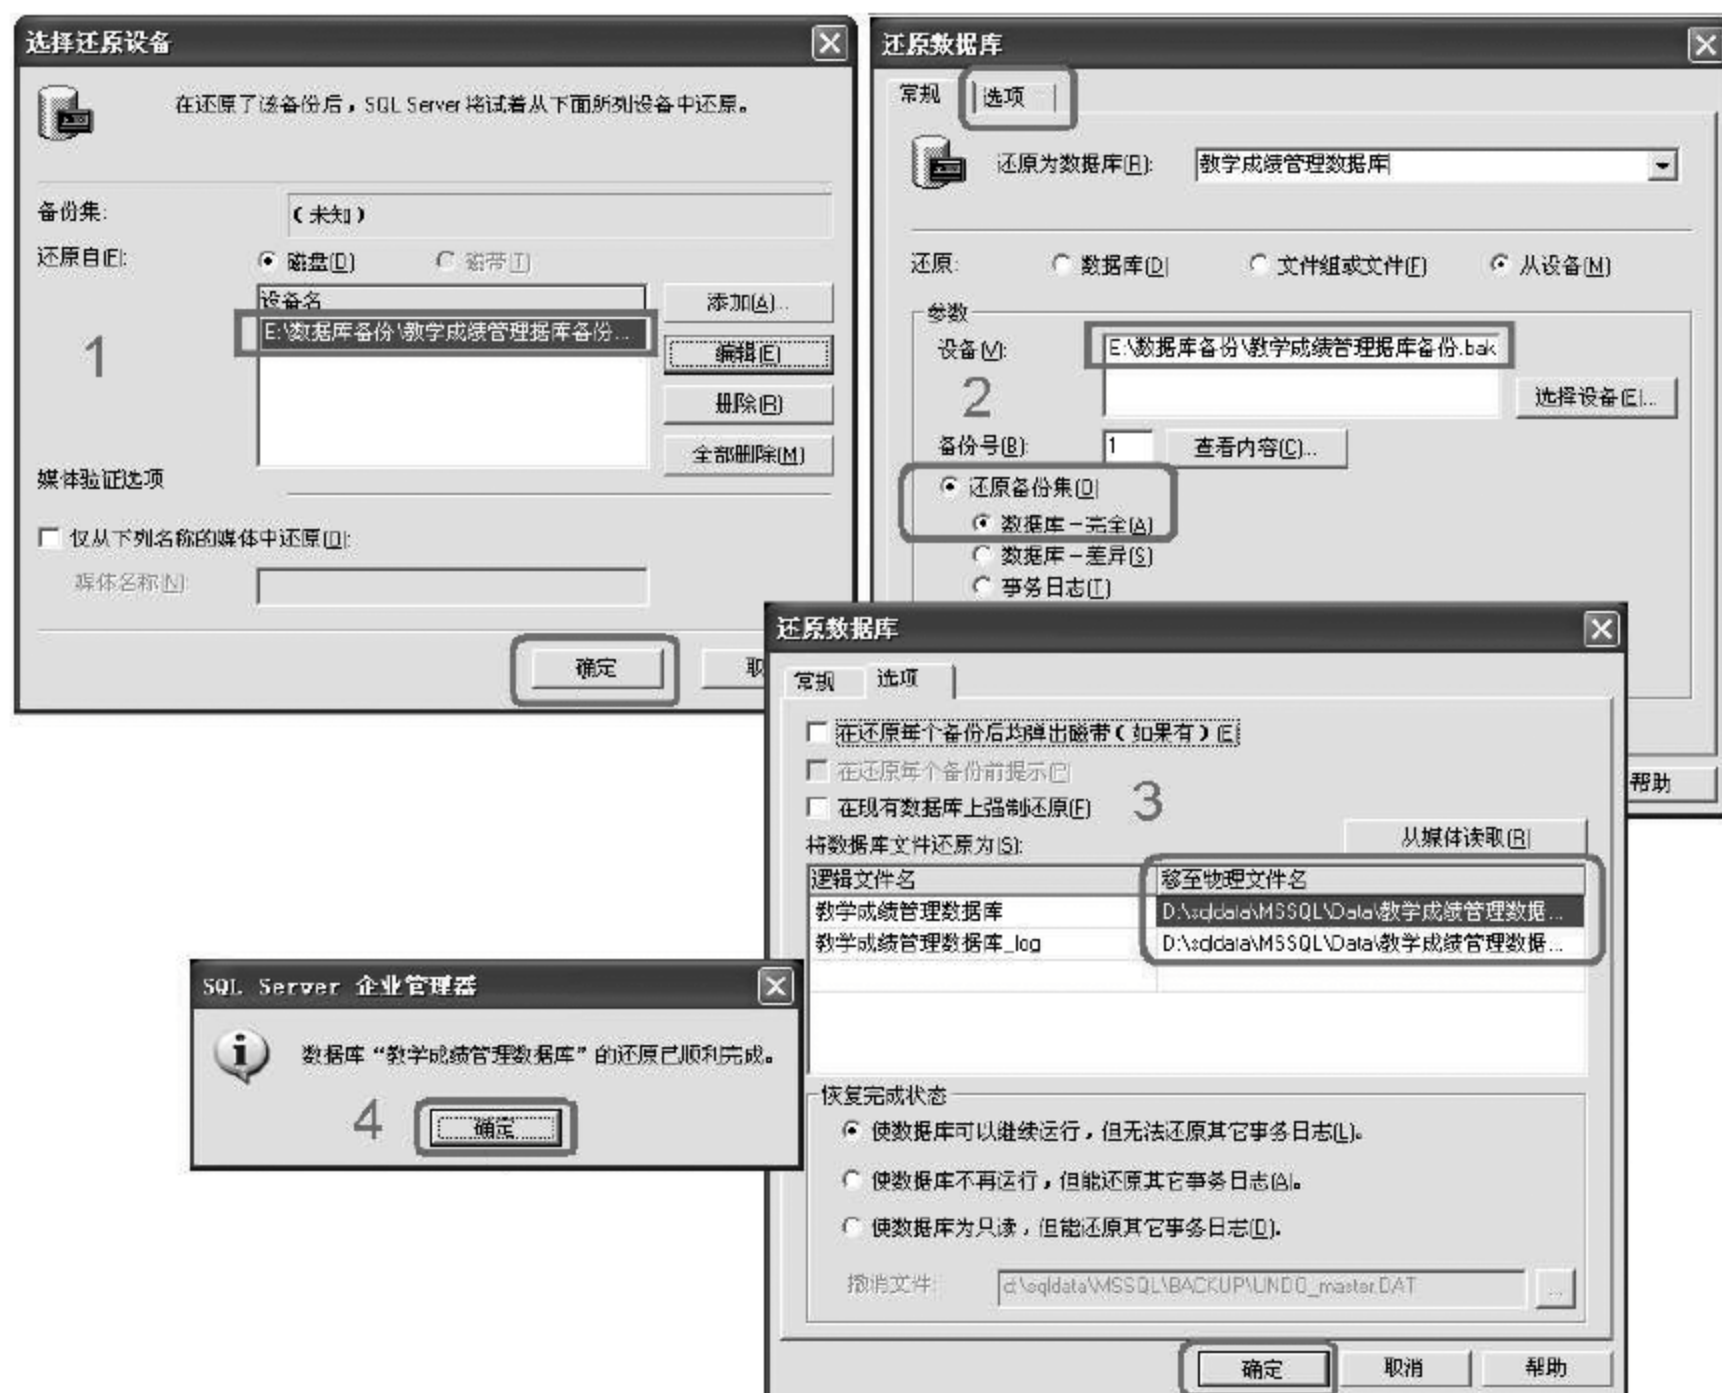 选择还原设备
在还原了该备份后，SQL Server 将试着从下面所列设备中还原。
备份集:
（未知）
还原自(F):
磁盘(D)
磁带(T)
设备名
E:\数据库备份\教学成绩管理据库备份...
添加(A)...
编辑(E)
删除(R)
全部删除(M)
1
媒体验证选项
仅从下列名称的媒体中还原(O):
媒体名称(N):
确定
取
还原数据库
常规
选项
还原为数据库(R):
教学成绩管理数据库
还原:
数据库(D)
文件组或文件(F)
从设备(M)
参数
设备(V):
E:\数据库备份\教学成绩管理据库备份.bak
2
选择设备(E)...
备份号(B):
1
查看内容(C)...
还原备份集(O)
数据库－完全(A)
数据库－差异(S)
事务日志(T)
帮助
还原数据库
常规
选项
在还原每个备份后均弹出磁带（如果有）(E)
在还原每个备份前提示(P)
在现有数据库上强制还原(F)
3
将数据库文件还原为(S):
从媒体读取(R)
逻辑文件名
移至物理文件名
教学成绩管理数据库
D:\sqldata\MSSQL\Data\教学成绩管理数据...
教学成绩管理数据库_log
D:\sqldata\MSSQL\Data\教学成绩管理数据...
恢复完成状态
使数据库可以继续运行，但无法还原其它事务日志(L)。
使数据库不再运行，但能还原其它事务日志(A)。
使数据库为只读，但能还原其它事务日志(D)。
撤消文件:
d:\sqldata\MSSQL\BACKUP\UNDO_master.DAT
...
确定
取消
帮助
SQL Server 企业管理器
数据库“教学成绩管理数据库”的还原已顺利完成。
4
确定